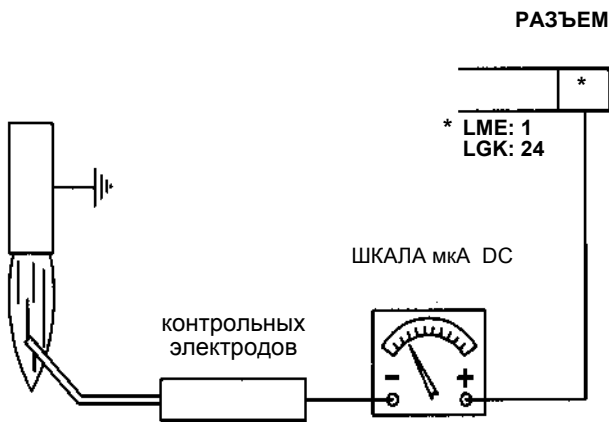 РАЗЪЕМ
*
* LME: 1
LGK: 24
ШКАЛА мкА DC
контрольных
электродов
- +